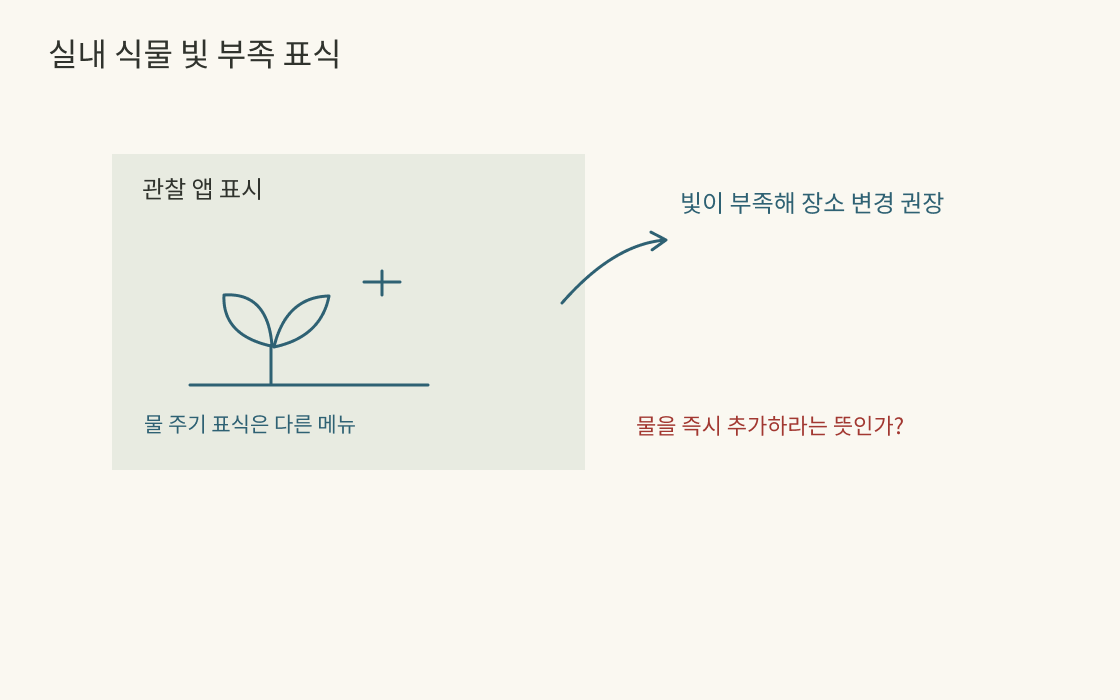 실내 식물 빛 부족 표식
관찰 앱 표시
빛이 부족해 장소 변경 권장
물 주기 표식은 다른 메뉴
물을 즉시 추가하라는 뜻인가?